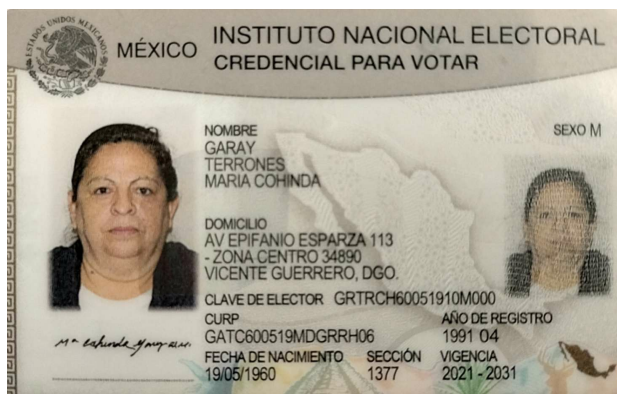 ESTADOS UNIDOS MEXICANOS
MÉXICO
INSTITUTO NACIONAL ELECTORAL
CREDENCIAL PARA VOTAR
NOMBRE
SEXO M
GARAY
TERRONES
MARIA COHINDA
DOMICILIO
AV EPIFANIO ESPARZA 113
- ZONA CENTRO 34890
VICENTE GUERRERO, DGO.
CLAVE DE ELECTOR GRTRCH60051910M000
CURP
AÑO DE REGISTRO
GATC600519MDGRRH06
1991 04
FECHA DE NACIMIENTO SECCIÓN VIGENCIA
19/05/1960 1377 2021 - 2031
Mª Cohinda